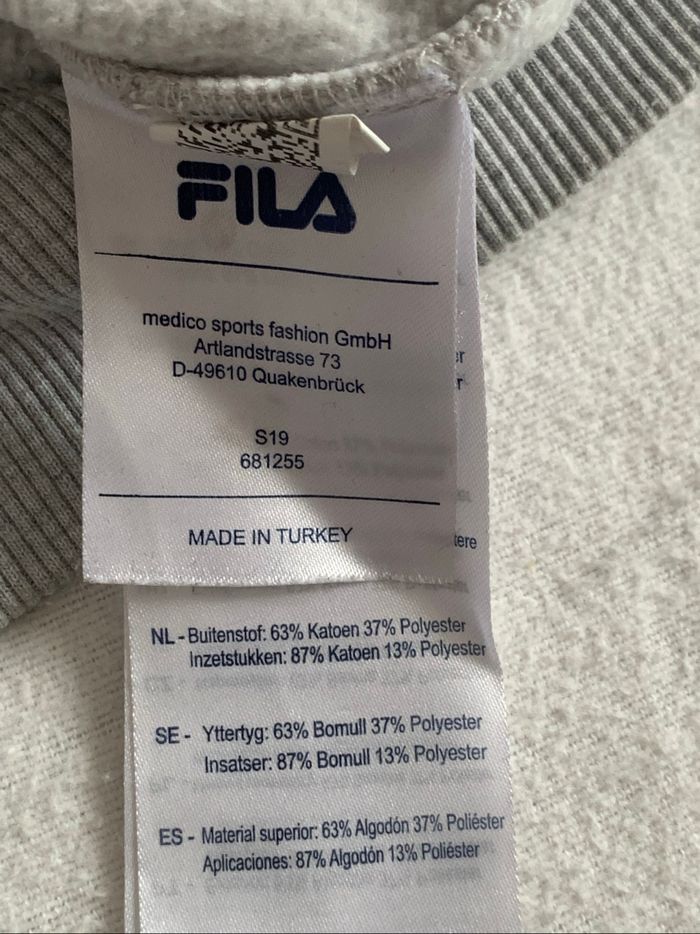 FILA
medico sports fashion GmbH
Artlandstrasse 73
D-49610 Quakenbrück
S19
681255
MADE IN TURKEY
NL - Buitenstof: 63% Katoen 37% Polyester
Inzetstukken: 87% Katoen 13% Polyester
SE - Yttertyg: 63% Bomull 37% Polyester
Insatser: 87% Bomull 13% Polyester
ES - Material superior: 63% Algodón 37% Poliéster
Aplicaciones: 87% Algodón 13% Poliéster